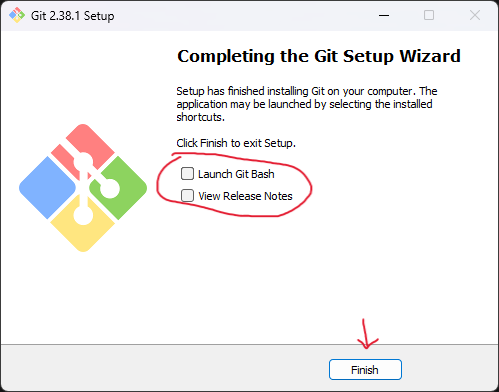 Git 2.38.1 Setup
Completing the Git Setup Wizard
Setup has finished installing Git on your computer. The
application may be launched by selecting the installed
shortcuts.
Click Finish to exit Setup.
Launch Git Bash
View Release Notes
Finish